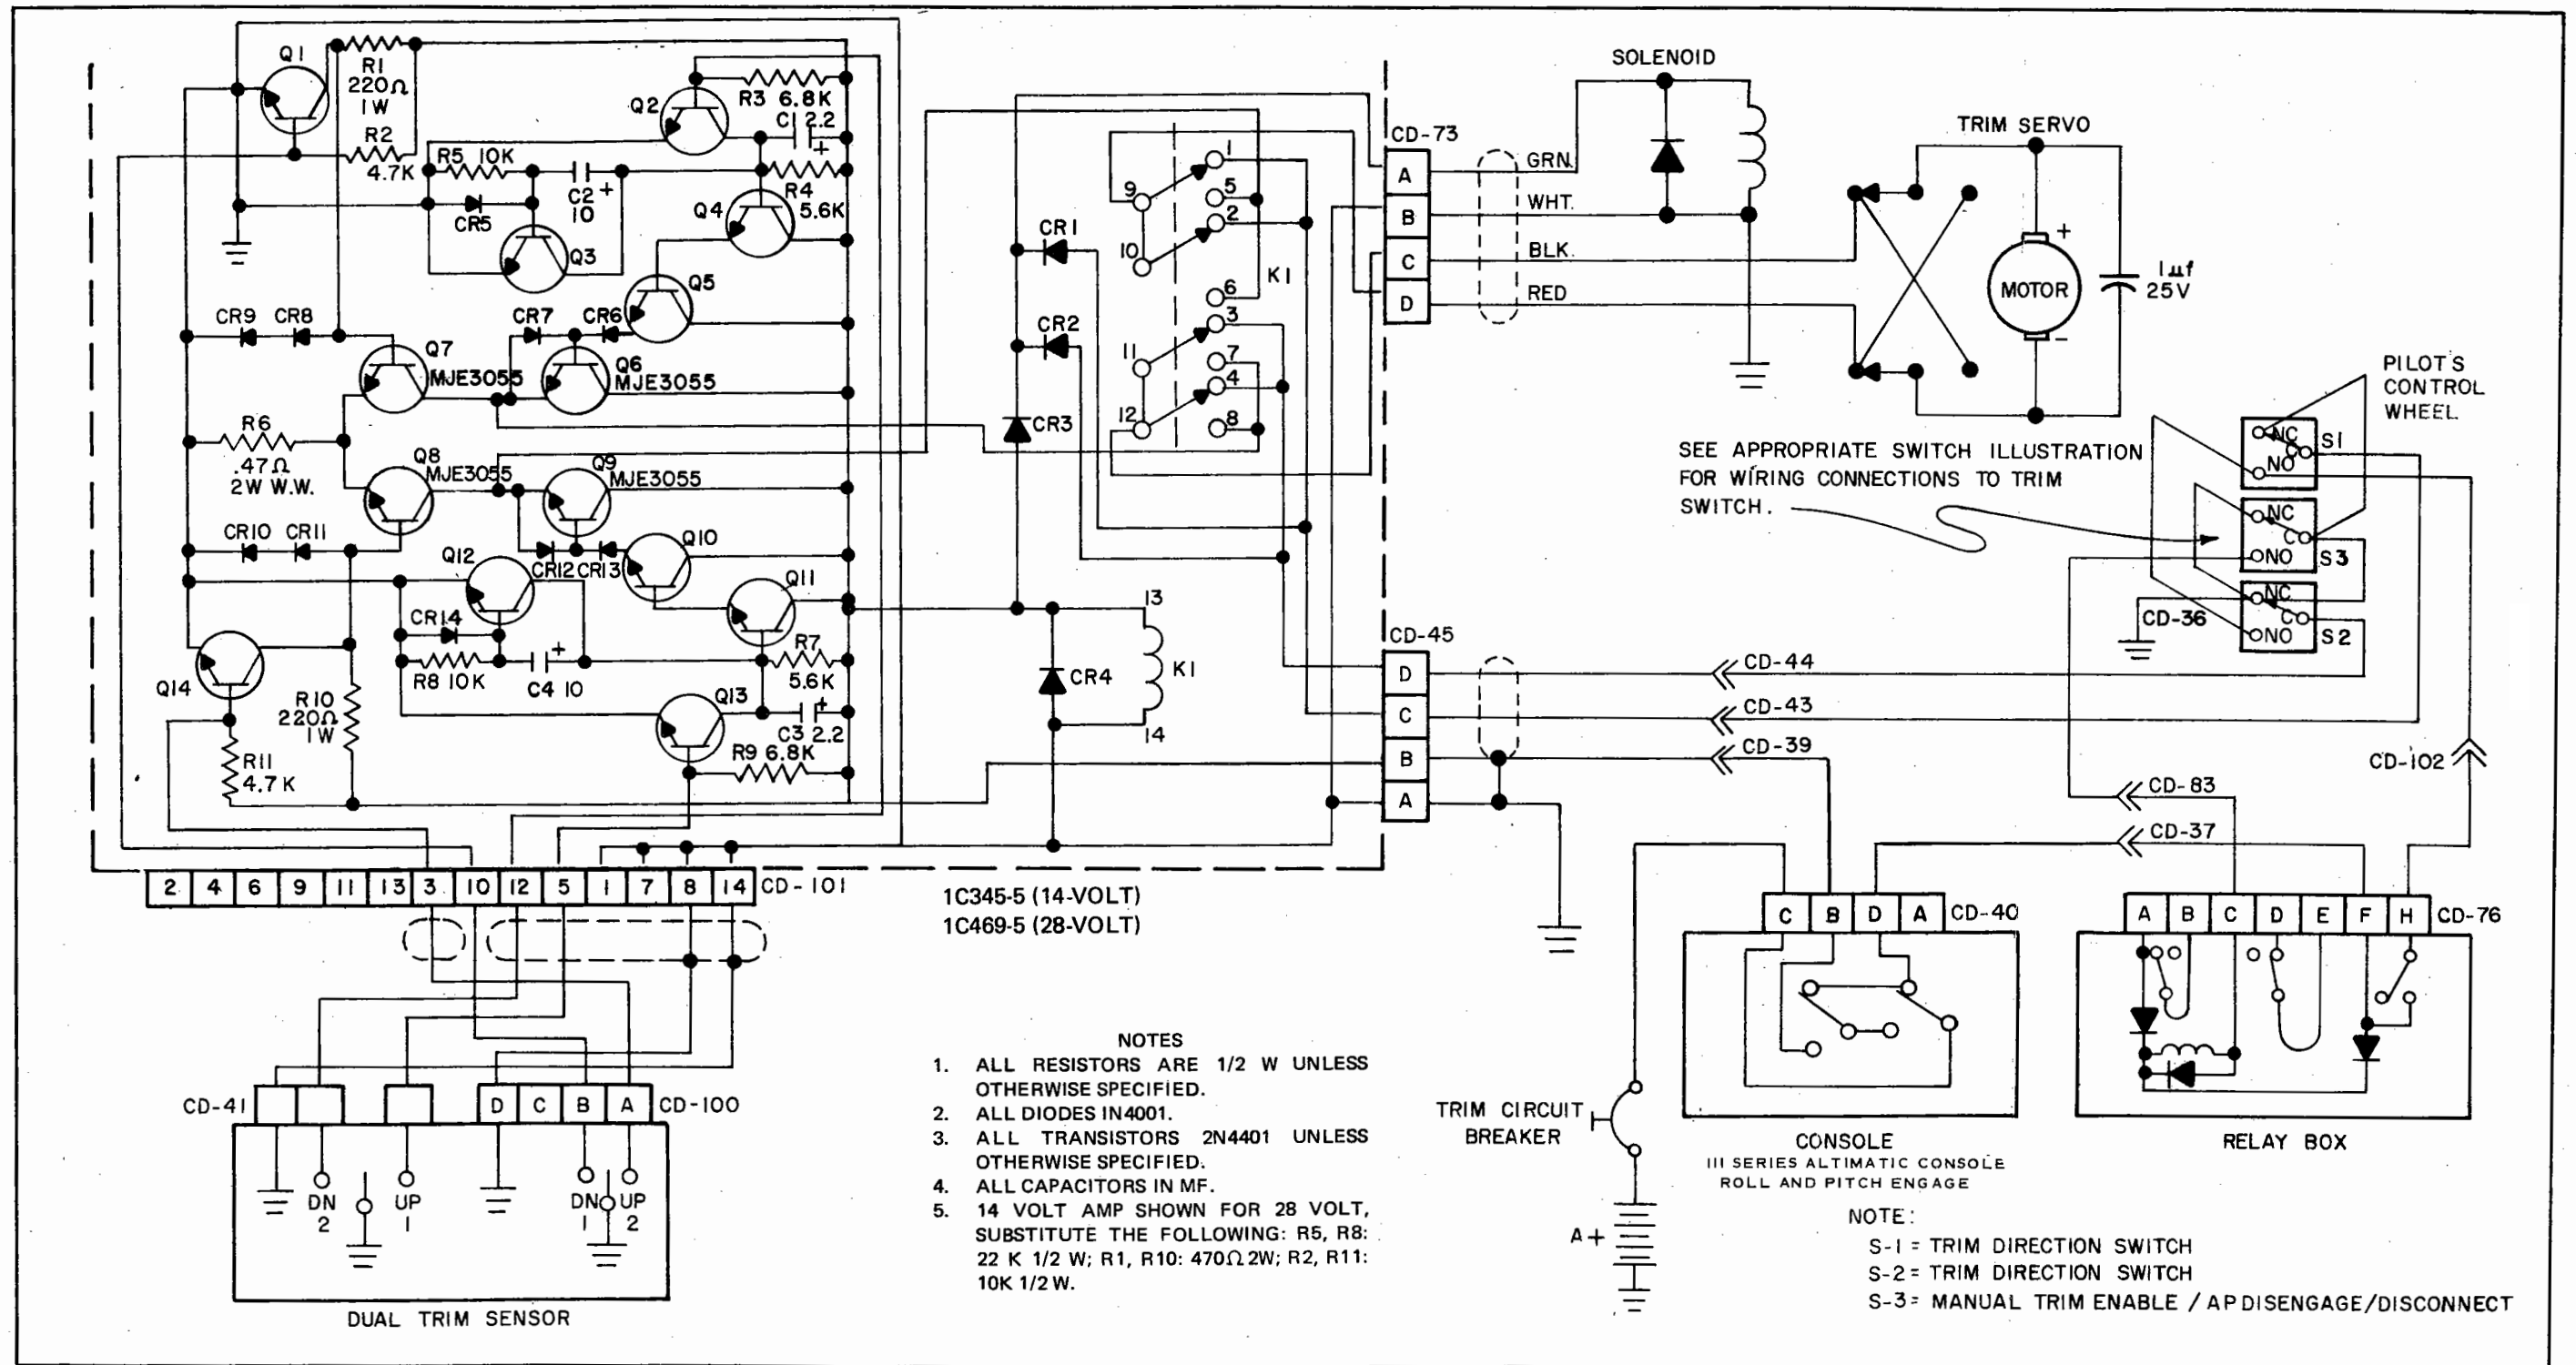 Q1
R1
220Ω
1W
R2
4.7K
Q2
R3 6.8K
C1 2.2
+
R5 10K
C2 +
10
R4
5.6K
CR5
Q3
Q4
Q5
CR9 CR8
CR7 CR6
Q7
MJE3055
Q6
MJE3055
R6
.47Ω
2W W.W.
Q8
MJE3055
Q9
MJE3055
CR10 CR11
Q12
CR12 CR13
Q10
Q11
CR14
R8 10K
+
C4 10
R7
5.6K
Q14
R10
220Ω
1W
Q13
+
C3 2.2
R9 6.8K
R11
4.7K
CR1
CR2
CR3
CR4
K1
13
14
K1
1
5
9
2
10
6
3
11
7
4
12
8
2 4 6 9 11 13 3 10 12 5 1 7 8 14 CD-101
1C345-5 (14-VOLT)
1C469-5 (28-VOLT)
CD-73
A
B
C
D
GRN.
WHT.
BLK.
RED
SOLENOID
TRIM SERVO
+
MOTOR
-
1μf
25V
PILOT'S
CONTROL
WHEEL
SEE APPROPRIATE SWITCH ILLUSTRATION
FOR WIRING CONNECTIONS TO TRIM
SWITCH.
NC
C
NO
S1
NC
C
NO
S3
NC
C
NO
S2
CD-36
CD-45
D
C
B
A
CD-44
CD-43
CD-39
CD-102
CD-83
CD-37
C B D A CD-40
A B C D E F H CD-76
CONSOLE
III SERIES ALTIMATIC CONSOLE
ROLL AND PITCH ENGAGE
RELAY BOX
TRIM CIRCUIT
BREAKER
A+
NOTE:
S-1 = TRIM DIRECTION SWITCH
S-2 = TRIM DIRECTION SWITCH
S-3 = MANUAL TRIM ENABLE / AP DISENGAGE/DISCONNECT
NOTES
1. ALL RESISTORS ARE 1/2 W UNLESS
OTHERWISE SPECIFIED.
2. ALL DIODES IN4001.
3. ALL TRANSISTORS 2N4401 UNLESS
OTHERWISE SPECIFIED.
4. ALL CAPACITORS IN MF.
5. 14 VOLT AMP SHOWN FOR 28 VOLT,
SUBSTITUTE THE FOLLOWING: R5, R8:
22 K 1/2 W; R1, R10: 470Ω 2W; R2, R11:
10K 1/2 W.
CD-41
D C B A CD-100
DN
2
UP
1
DN
1
UP
2
DUAL TRIM SENSOR